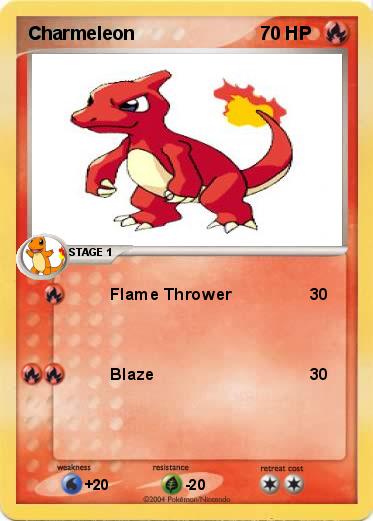 Charmeleon 70 HP
STAGE 1
Flame Thrower 30
Blaze 30
weakness resistance retreat cost
+20 -20
©2004 Pokémon/Nintendo